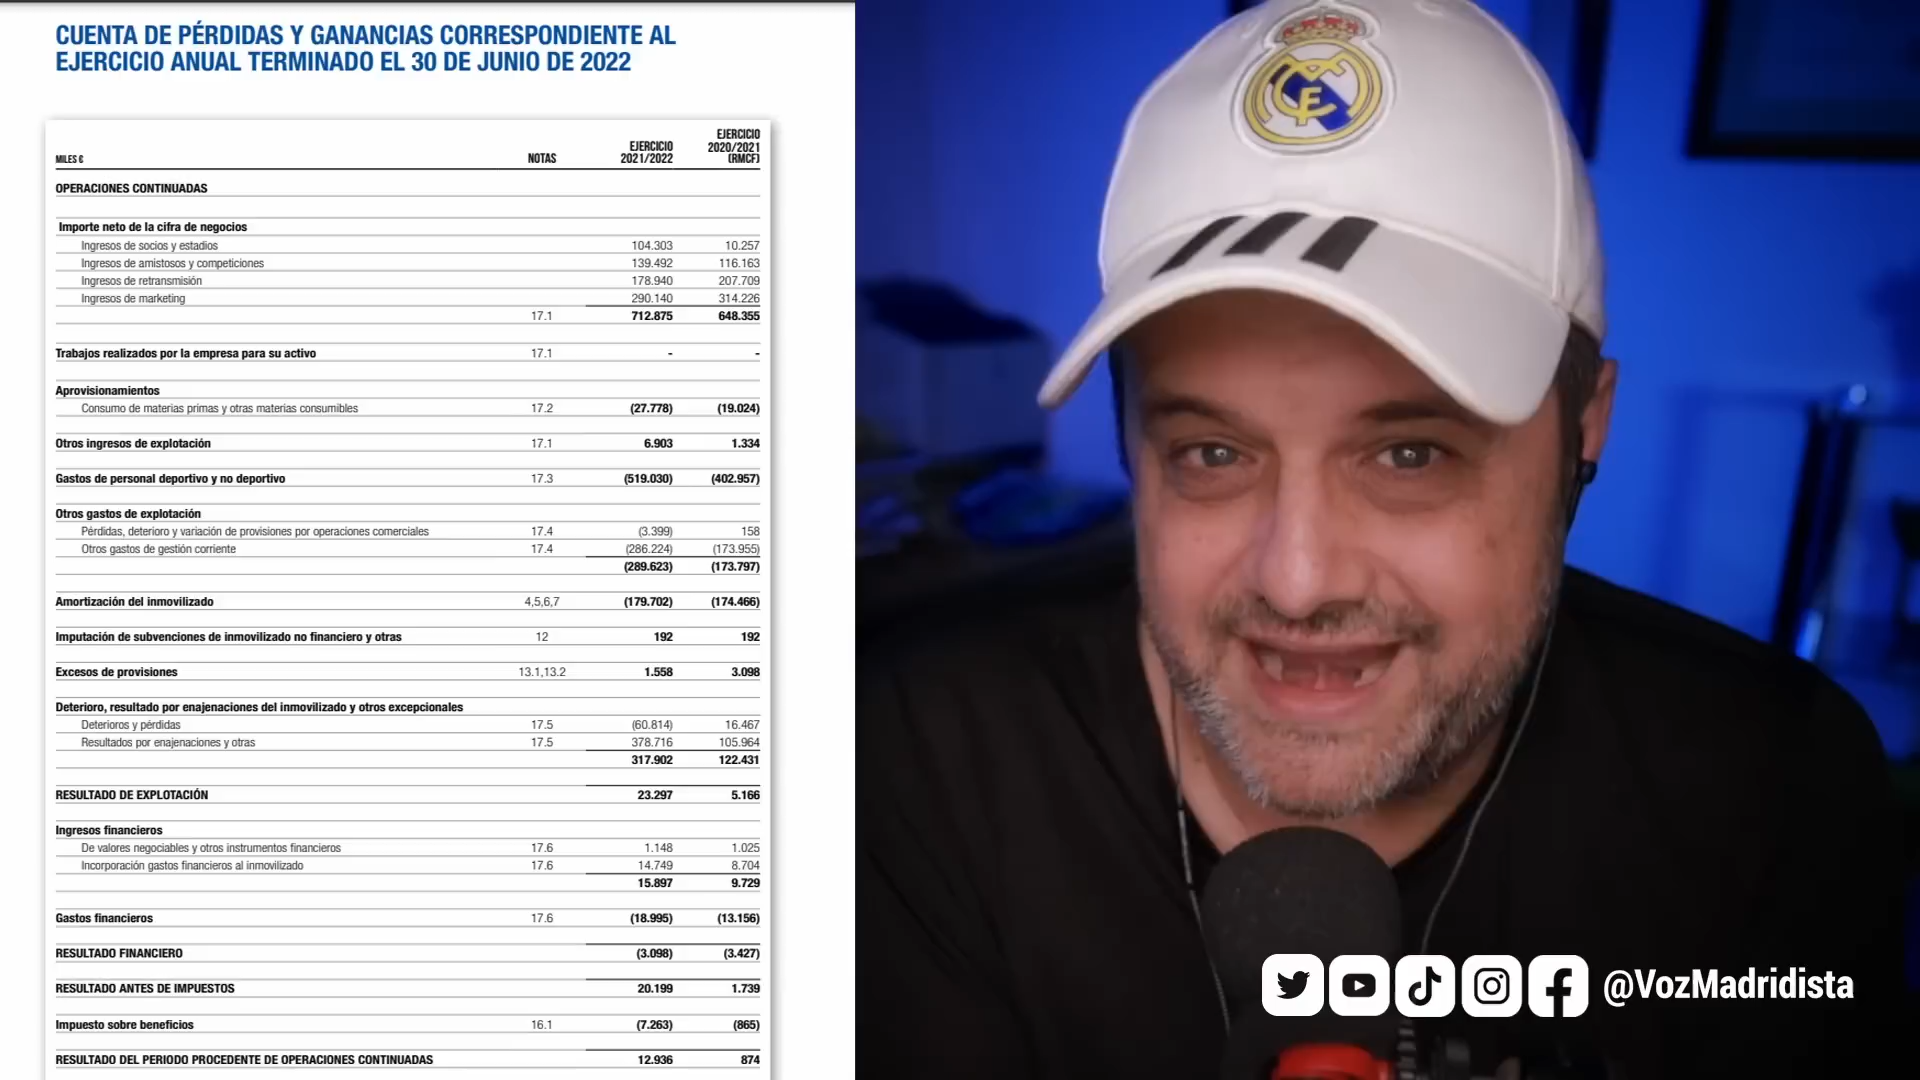 CUENTA DE PÉRDIDAS Y GANANCIAS CORRESPONDIENTE AL
EJERCICIO ANUAL TERMINADO EL 30 DE JUNIO DE 2022
MILES € NOTAS EJERCICIO 2021/2022 EJERCICIO 2020/2021 (RMCF)
OPERACIONES CONTINUADAS
Importe neto de la cifra de negocios
Ingresos de socios y estadios 104.303 10.257
Ingresos de amistosos y competiciones 139.492 116.163
Ingresos de retransmisión 178.940 207.709
Ingresos de marketing 290.140 314.226
17.1 712.875 648.355
Trabajos realizados por la empresa para su activo 17.1 - -
Aprovisionamientos
Consumo de materias primas y otras materias consumibles 17.2 (27.778) (19.024)
Otros ingresos de explotación 17.1 6.903 1.334
Gastos de personal deportivo y no deportivo 17.3 (519.030) (402.957)
Otros gastos de explotación
Pérdidas, deterioro y variación de provisiones por operaciones comerciales 17.4 (3.399) 158
Otros gastos de gestión corriente 17.4 (286.224) (173.955)
(289.623) (173.797)
Amortización del inmovilizado 4,5,6,7 (179.702) (174.466)
Imputación de subvenciones de inmovilizado no financiero y otras 12 192 192
Excesos de provisiones 13.1,13.2 1.558 3.098
Deterioro, resultado por enajenaciones del inmovilizado y otros excepcionales
Deterioros y pérdidas 17.5 (60.814) 16.467
Resultados por enajenaciones y otras 17.5 378.716 105.964
317.902 122.431
RESULTADO DE EXPLOTACIÓN 23.297 5.166
Ingresos financieros
De valores negociables y otros instrumentos financieros 17.6 1.148 1.025
Incorporación gastos financieros al inmovilizado 17.6 14.749 8.704
15.897 9.729
Gastos financieros 17.6 (18.995) (13.156)
RESULTADO FINANCIERO (3.098) (3.427)
RESULTADO ANTES DE IMPUESTOS 20.199 1.739
Impuesto sobre beneficios 16.1 (7.263) (865)
RESULTADO DEL PERIODO PROCEDENTE DE OPERACIONES CONTINUADAS 12.936 874
@VozMadridista